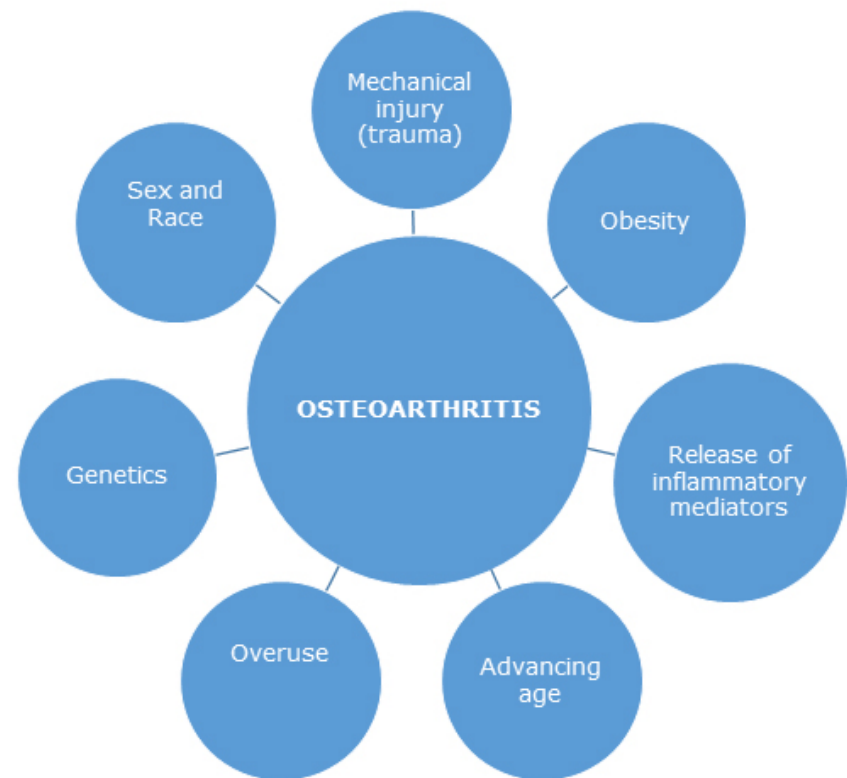 Mechanical
injury
(trauma)
Sex and
Race
Obesity
OSTEOARTHRITIS
Genetics
Release of
inflammatory
mediators
Overuse
Advancing
age